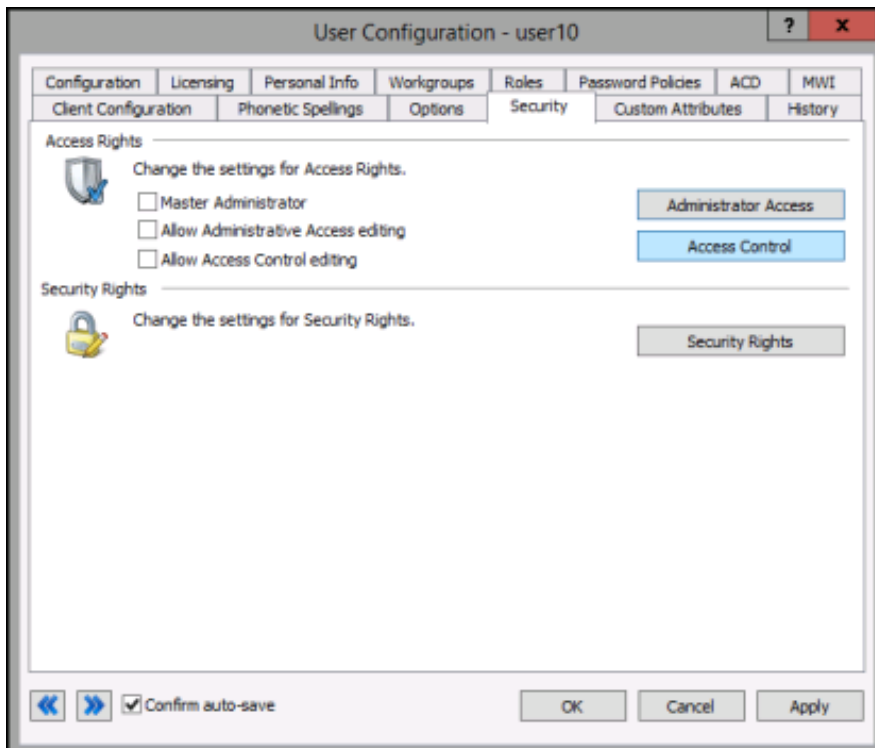 User Configuration - user10
? x
Configuration Licensing Personal Info Workgroups Roles Password Policies ACD MWI
Client Configuration Phonetic Spellings Options Security Custom Attributes History
Access Rights
Change the settings for Access Rights.
Master Administrator
Administrator Access
Allow Administrative Access editing
Access Control
Allow Access Control editing
Security Rights
Change the settings for Security Rights.
Security Rights
Confirm auto-save OK Cancel Apply